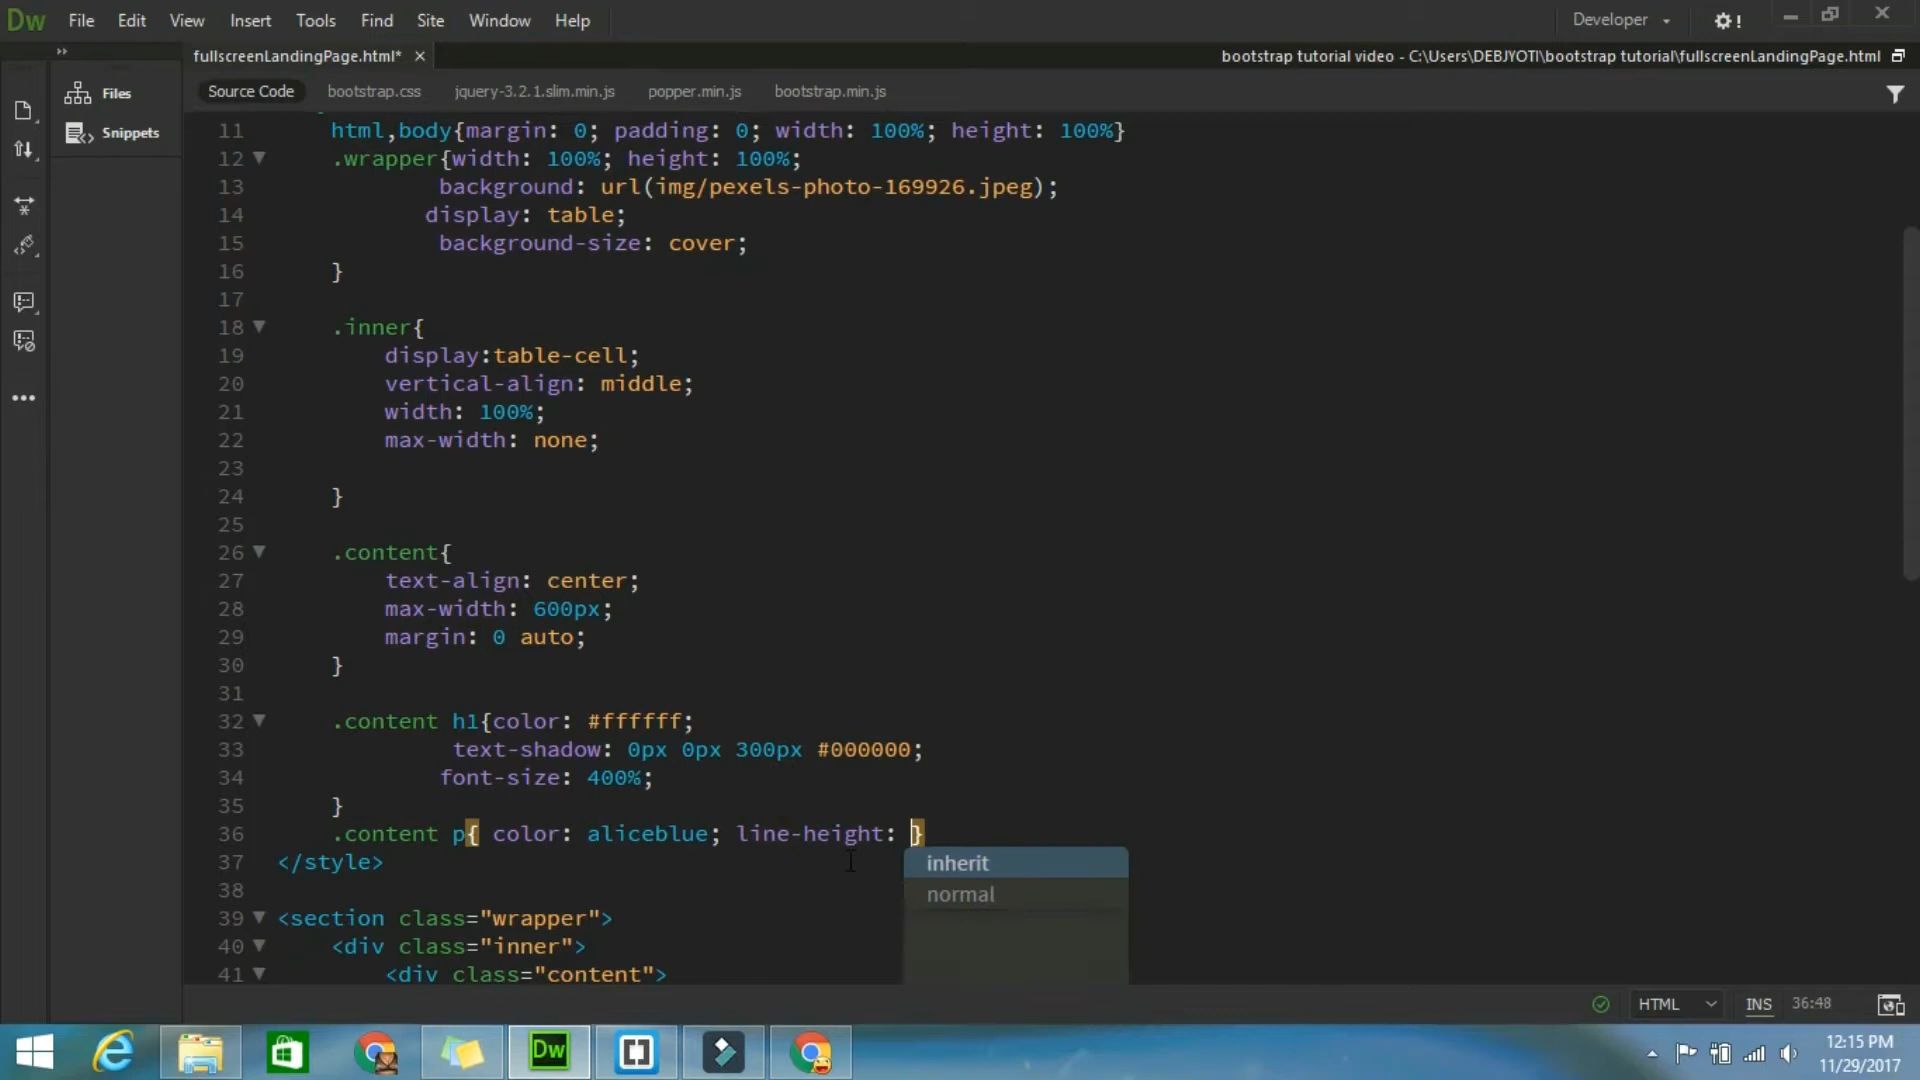 Dw File Edit View Insert Tools Find Site Window Help Developer !
fullscreenLandingPage.html* × bootstrap tutorial video - C:\Users\DEBJYOTI\bootstrap tutorial\fullscreenLandingPage.html
Files
Snippets
Source Code bootstrap.css jquery-3.2.1.slim.min.js popper.min.js bootstrap.min.js
11 html,body{margin: 0; padding: 0; width: 100%; height: 100%}
12 .wrapper{width: 100%; height: 100%;
13 background: url(img/pexels-photo-169926.jpeg);
14 display: table;
15 background-size: cover;
16 }
17
18 .inner{
19 display:table-cell;
20 vertical-align: middle;
21 width: 100%;
22 max-width: none;
23
24 }
25
26 .content{
27 text-align: center;
28 max-width: 600px;
29 margin: 0 auto;
30 }
31
32 .content h1{color: #ffffff;
33 text-shadow: 0px 0px 300px #000000;
34 font-size: 400%;
35 }
36 .content p{ color: aliceblue; line-height: }
37 </style>
inherit
38
normal
39 <section class="wrapper">
40 <div class="inner">
41 <div class="content">
HTML INS 36:48
Dw
12:15 PM
11/29/2017